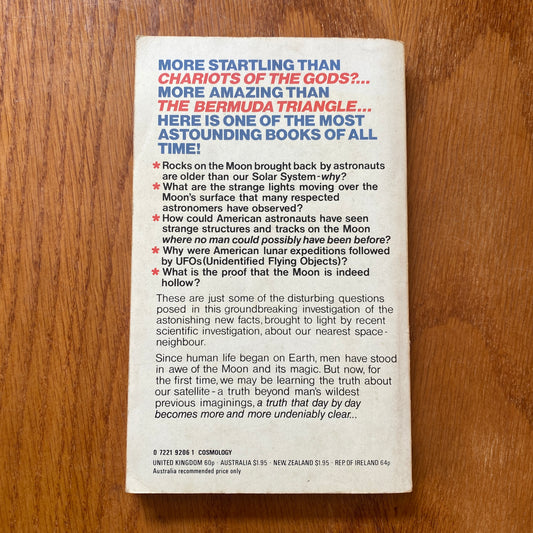 MORE STARTLING THAN
CHARIOTS OF THE GODS?...
MORE AMAZING THAN
THE BERMUDA TRIANGLE...
HERE IS ONE OF THE MOST
ASTOUNDING BOOKS OF ALL
TIME!
* Rocks on the Moon brought back by astronauts
are older than our Solar System - why?
* What are the strange lights moving over the
Moon's surface that many respected
astronomers have observed?
* How could American astronauts have seen
strange structures and tracks on the Moon
where no man could possibly have been before?
* Why were American lunar expeditions followed
by UFOs (Unidentified Flying Objects)?
* What is the proof that the Moon is indeed
hollow?
These are just some of the disturbing questions
posed in this groundbreaking investigation of the
astonishing new facts, brought to light by recent
scientific investigation, about our nearest space-
neighbour.
Since human life began on Earth, men have stood
in awe of the Moon and its magic. But now, for
the first time, we may be learning the truth about
our satellite - a truth beyond man's wildest
previous imaginings, a truth that day by day
becomes more and more undeniably clear...
0 7221 9206 1 COSMOLOGY
UNITED KINGDOM 60p · AUSTRALIA $1.95 · NEW ZEALAND $1.95 · REP OF IRELAND 64p
Australia recommended price only